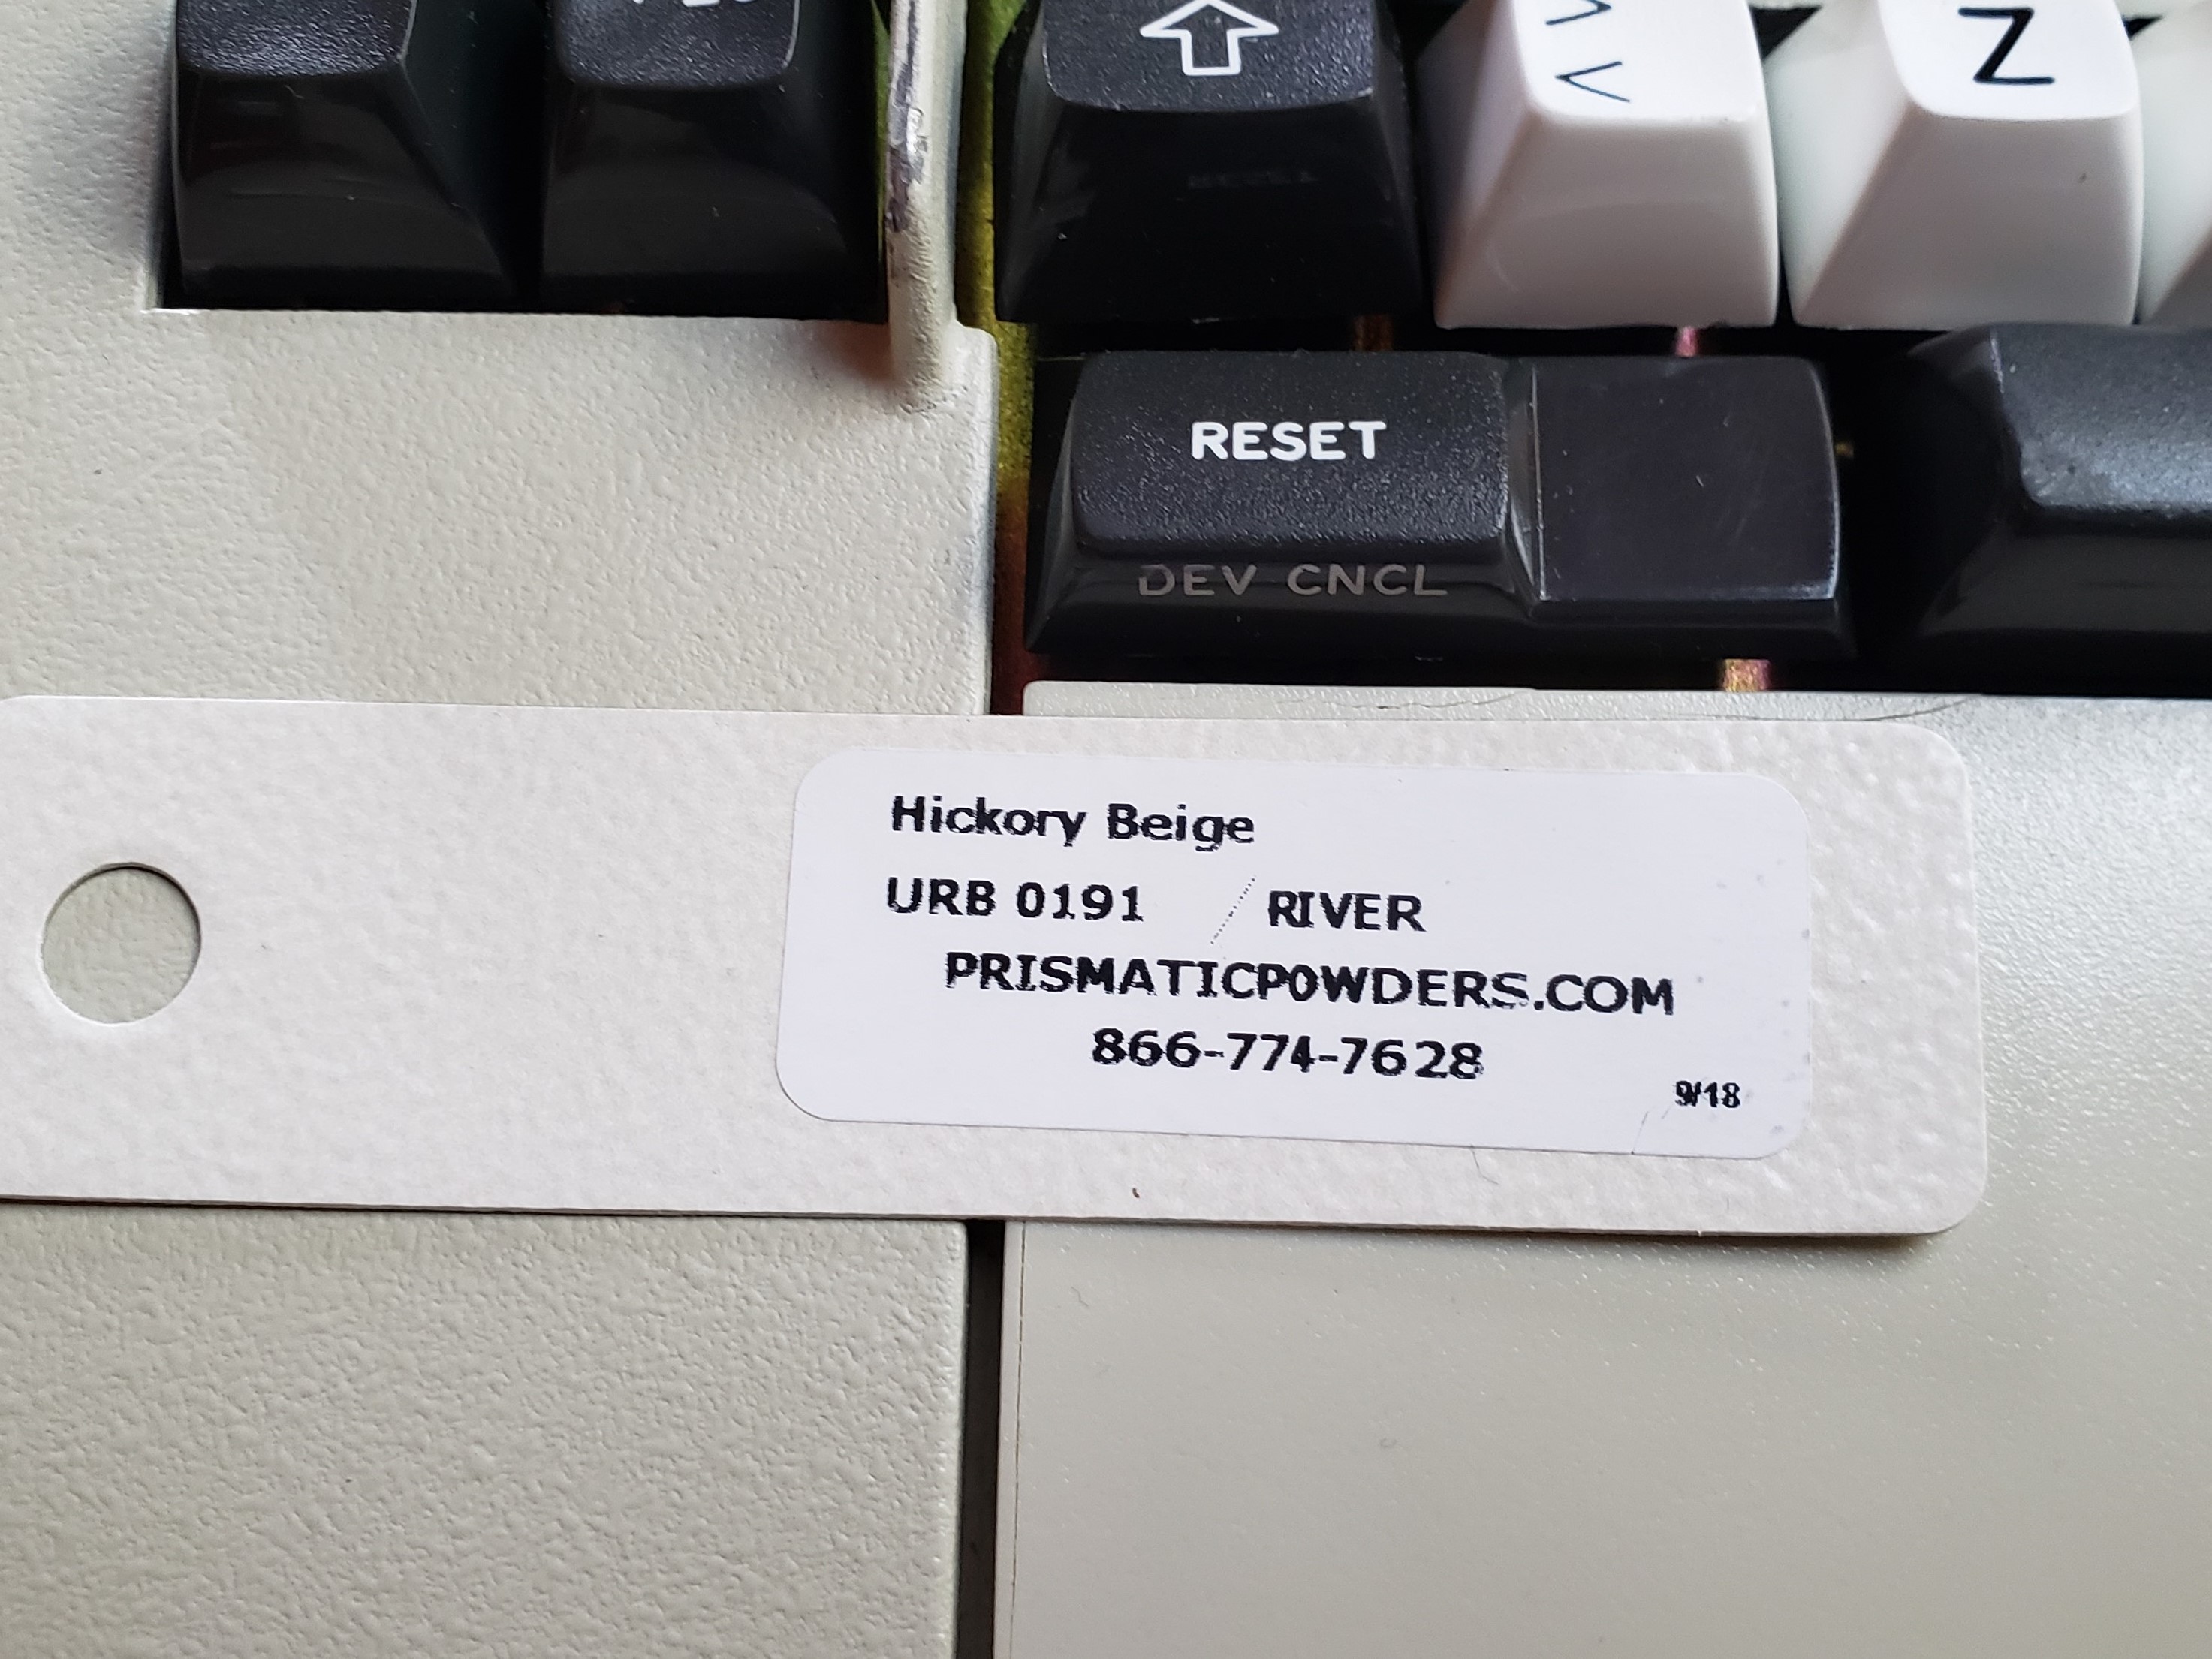 < >
Z
RESET
DEV CNCL
Hickory Beige
URB 0191 / RIVER
PRISMATICPOWDERS.COM
866-774-7628
9/18